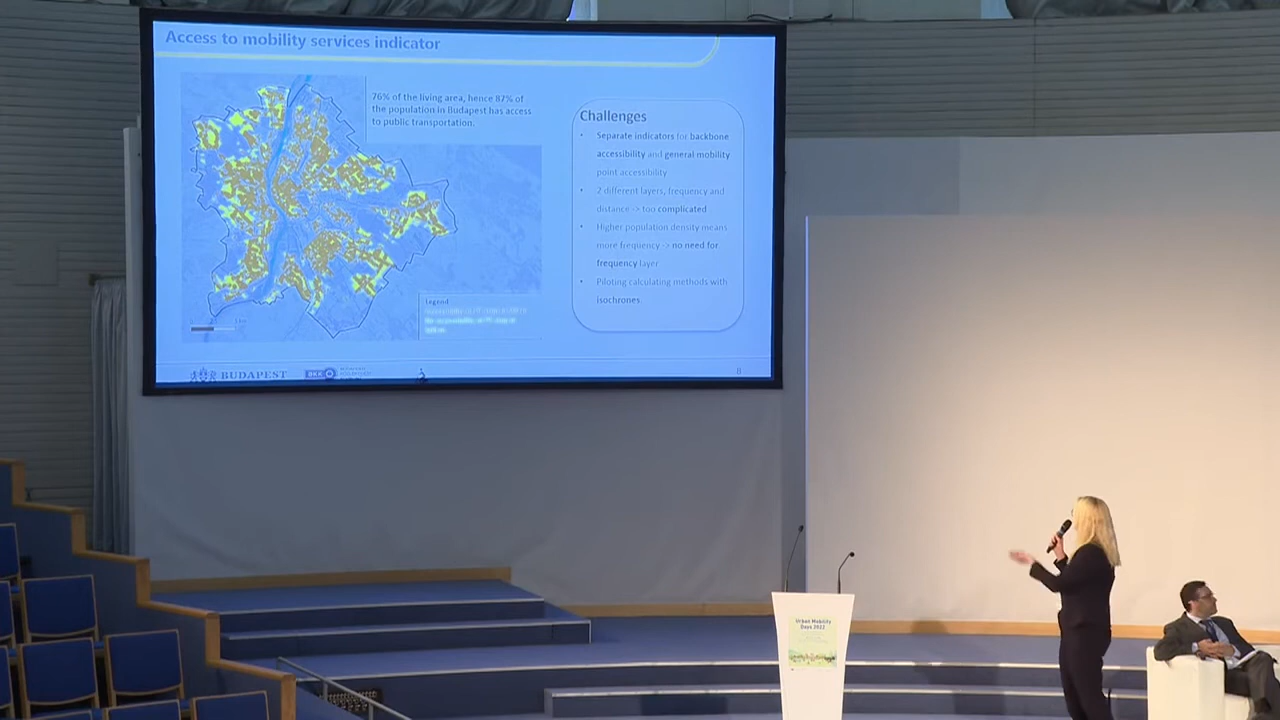 Access to mobility services indicator
76% of the living area, hence 87% of
the population in Budapest has access
to public transportation.
Challenges
• Separate indicators for backbone
accessibility and general mobility
point accessibility
• 2 different layers, frequency and
distance -> too complicated
• Higher population density means
more frequency -> no need for
frequency layer
• Piloting calculating methods with
isochrones.
Legend
BUDAPEST
BKK
8
Urban Mobility
Days 2022